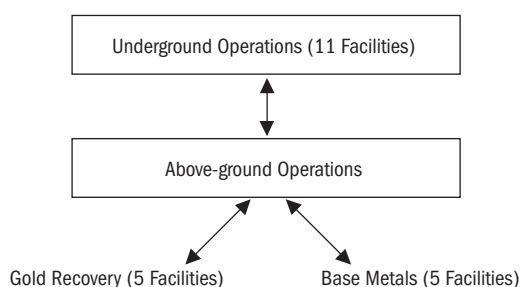 Underground Operations (11 Facilities)
Above-ground Operations
Gold Recovery (5 Facilities)
Base Metals (5 Facilities)